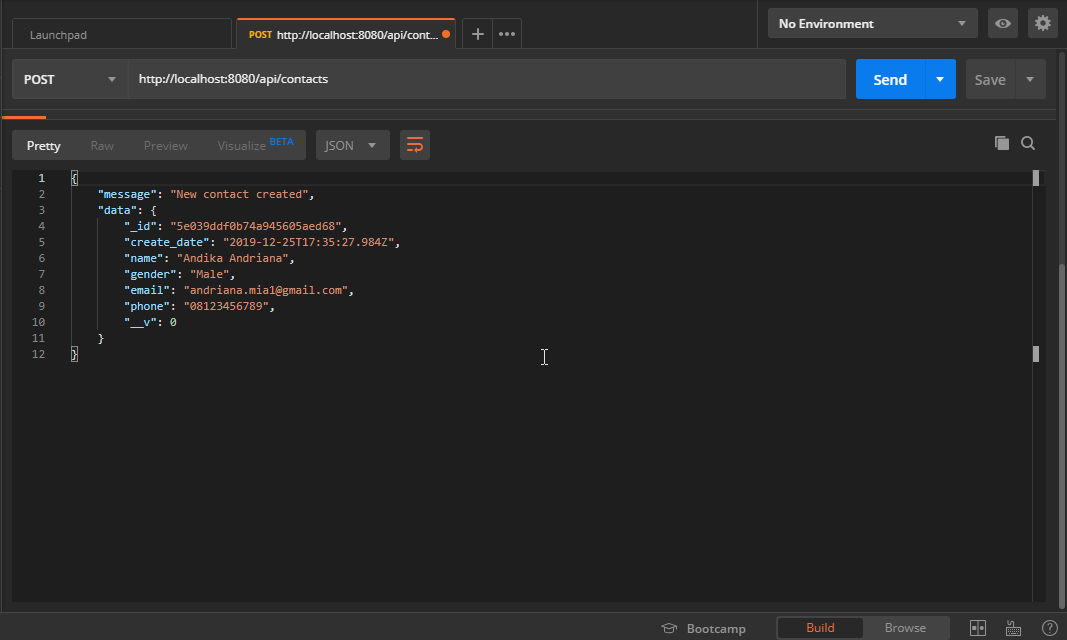 Launchpad
POST http://localhost:8080/api/cont...
No Environment
POST
http://localhost:8080/api/contacts
Send
Save
Pretty
Raw
Preview
Visualize BETA
JSON
1 {
2 "message": "New contact created",
3 "data": {
4 "_id": "5e039ddf0b74a945605aed68",
5 "create_date": "2019-12-25T17:35:27.984Z",
6 "name": "Andika Andriana",
7 "gender": "Male",
8 "email": "andriana.mia1@gmail.com",
9 "phone": "08123456789",
10 "__v": 0
11 }
12 }
Bootcamp
Build
Browse